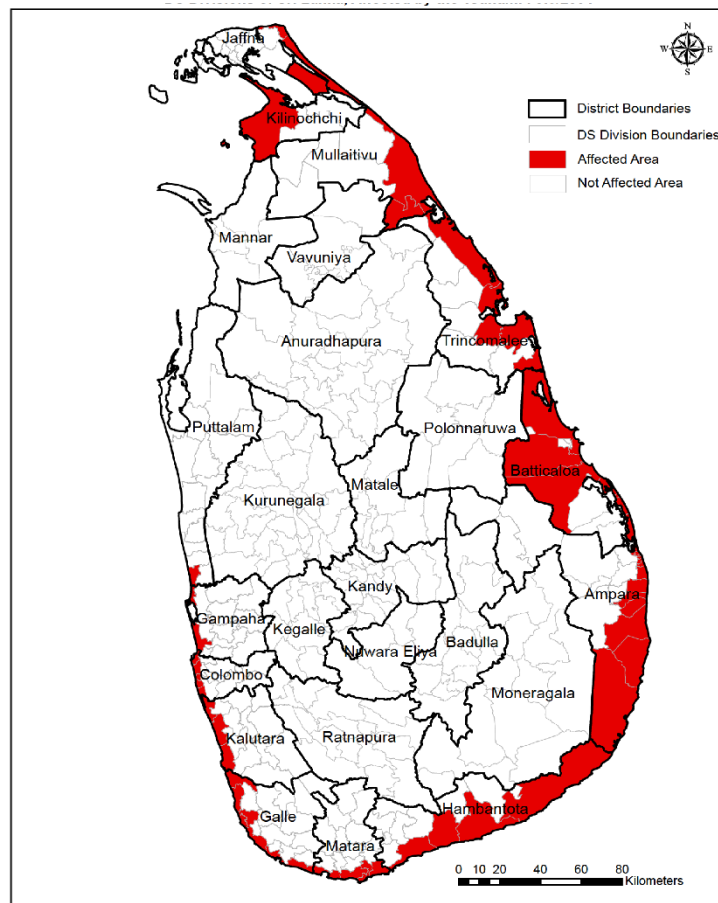 Jaffna
N
W E
S
District Boundaries
DS Division Boundaries
Affected Area
Not Affected Area
Kilinochchi
Mullaitivu
Mannar
Vavuniya
Anuradhapura
Trincomalee
Puttalam
Polonnaruwa
Batticaloa
Matale
Kurunegala
Kandy
Ampara
Gampaha
Kegalle
Nuwara Eliya
Badulla
Colombo
Moneragala
Kalutara
Ratnapura
Hambantota
Galle
Matara
0 10 20 40 60 80
Kilometers